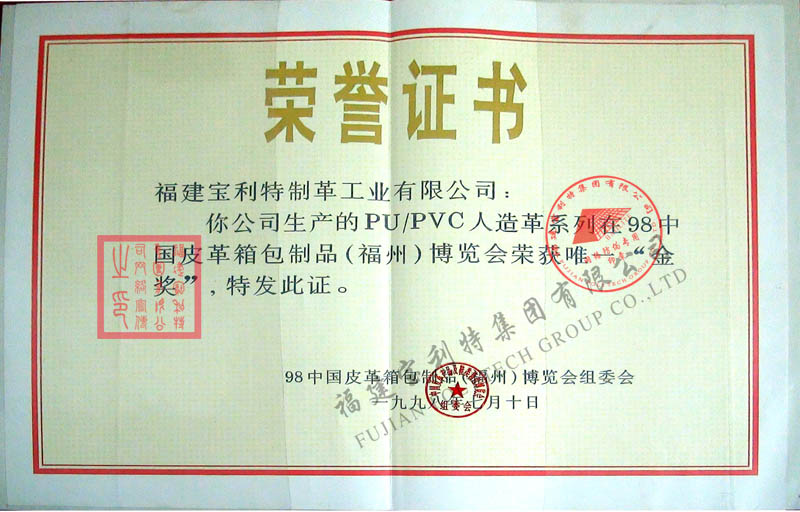 荣誉证书
福建宝利特制革工业有限公司：
你公司生产的PU/PVC人造革系列在98中
国皮革箱包制品(福州)博览会荣获唯一“金
奖”,特发此证。
98中国皮革箱包制品(福州)博览会组委会
一九九八年七月十日
组委会
福建宝利特集团有限公司
FUJIAN POLYTECH GROUP CO.,LTD